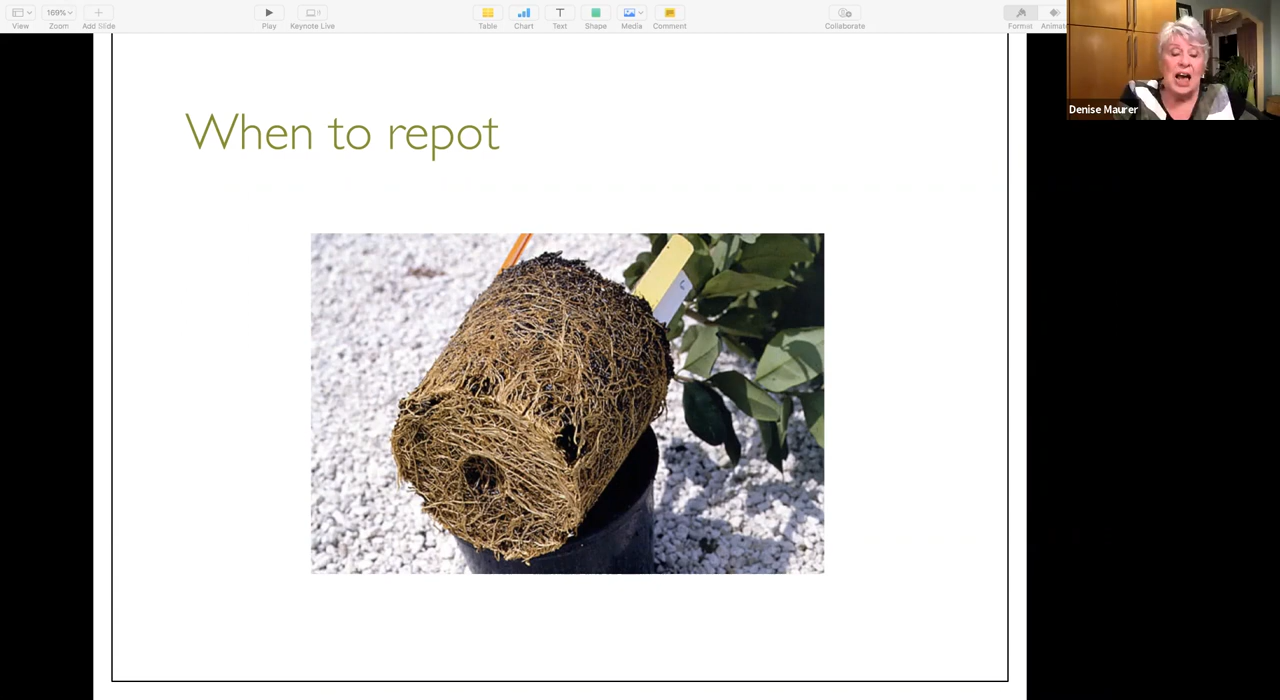 169%
View
Zoom
Add Slide
Play
Keynote Live
Table
Chart
Text
Shape
Media
Comment
Collaborate
Format
Denise Maurer
When to repot